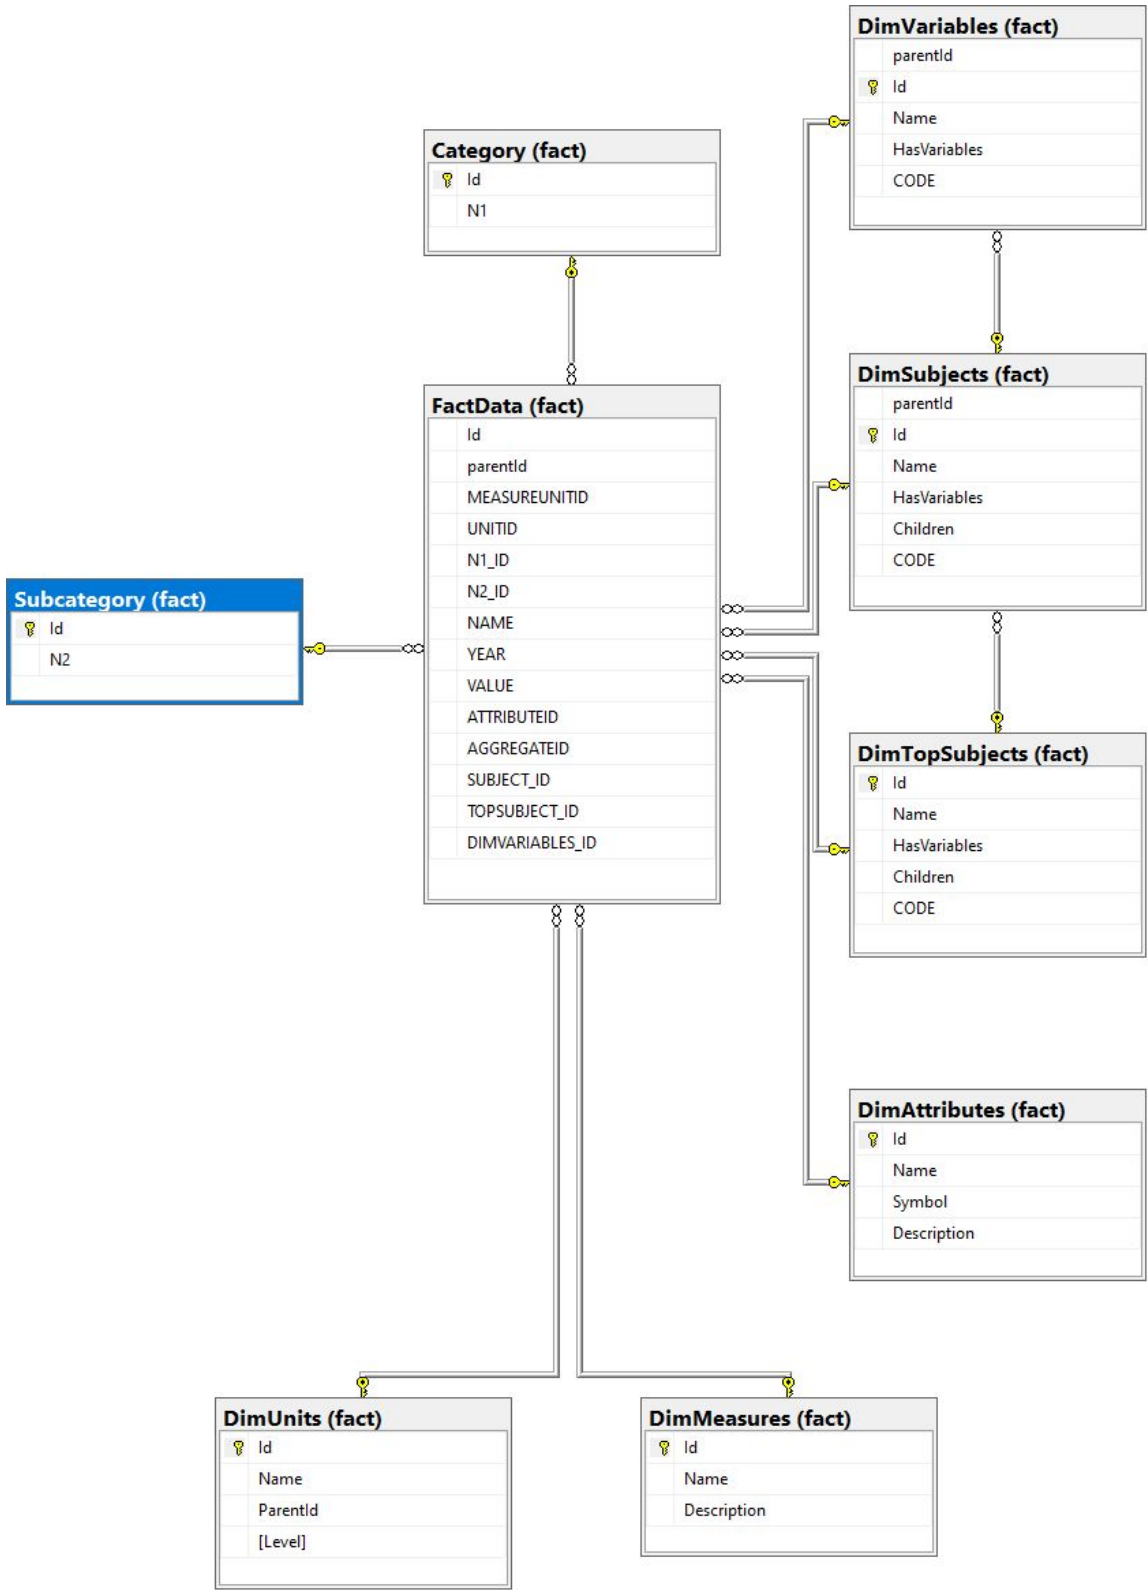 DimVariables (fact)
parentId
Id
Name
HasVariables
CODE
Category (fact)
Id
N1
DimSubjects (fact)
parentId
Id
Name
HasVariables
Children
CODE
FactData (fact)
Id
parentId
MEASUREUNITID
UNITID
N1_ID
N2_ID
NAME
YEAR
VALUE
ATTRIBUTEID
AGGREGATEID
SUBJECT_ID
TOPSUBJECT_ID
DIMVARIABLES_ID
Subcategory (fact)
Id
N2
DimTopSubjects (fact)
Id
Name
HasVariables
Children
CODE
DimAttributes (fact)
Id
Name
Symbol
Description
DimUnits (fact)
Id
Name
ParentId
[Level]
DimMeasures (fact)
Id
Name
Description